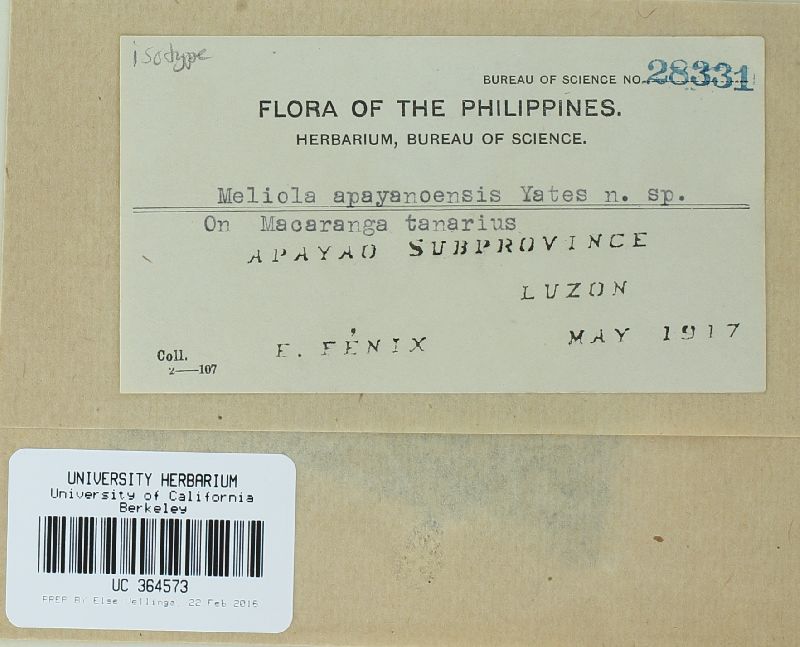 isotype
BUREAU OF SCIENCE NO. 28331
FLORA OF THE PHILIPPINES.
HERBARIUM, BUREAU OF SCIENCE.
Meliola apayanoensis Yates n. sp.
On Macaranga tanarius
APAYAO SUBPROVINCE
LUZON
E. FÉNIX MAY 1917
Coll.
2—107
UNIVERSITY HERBARIUM
University of California
Berkeley
UC 364573
PREP BY Else Vellinga, 22 Feb 2016